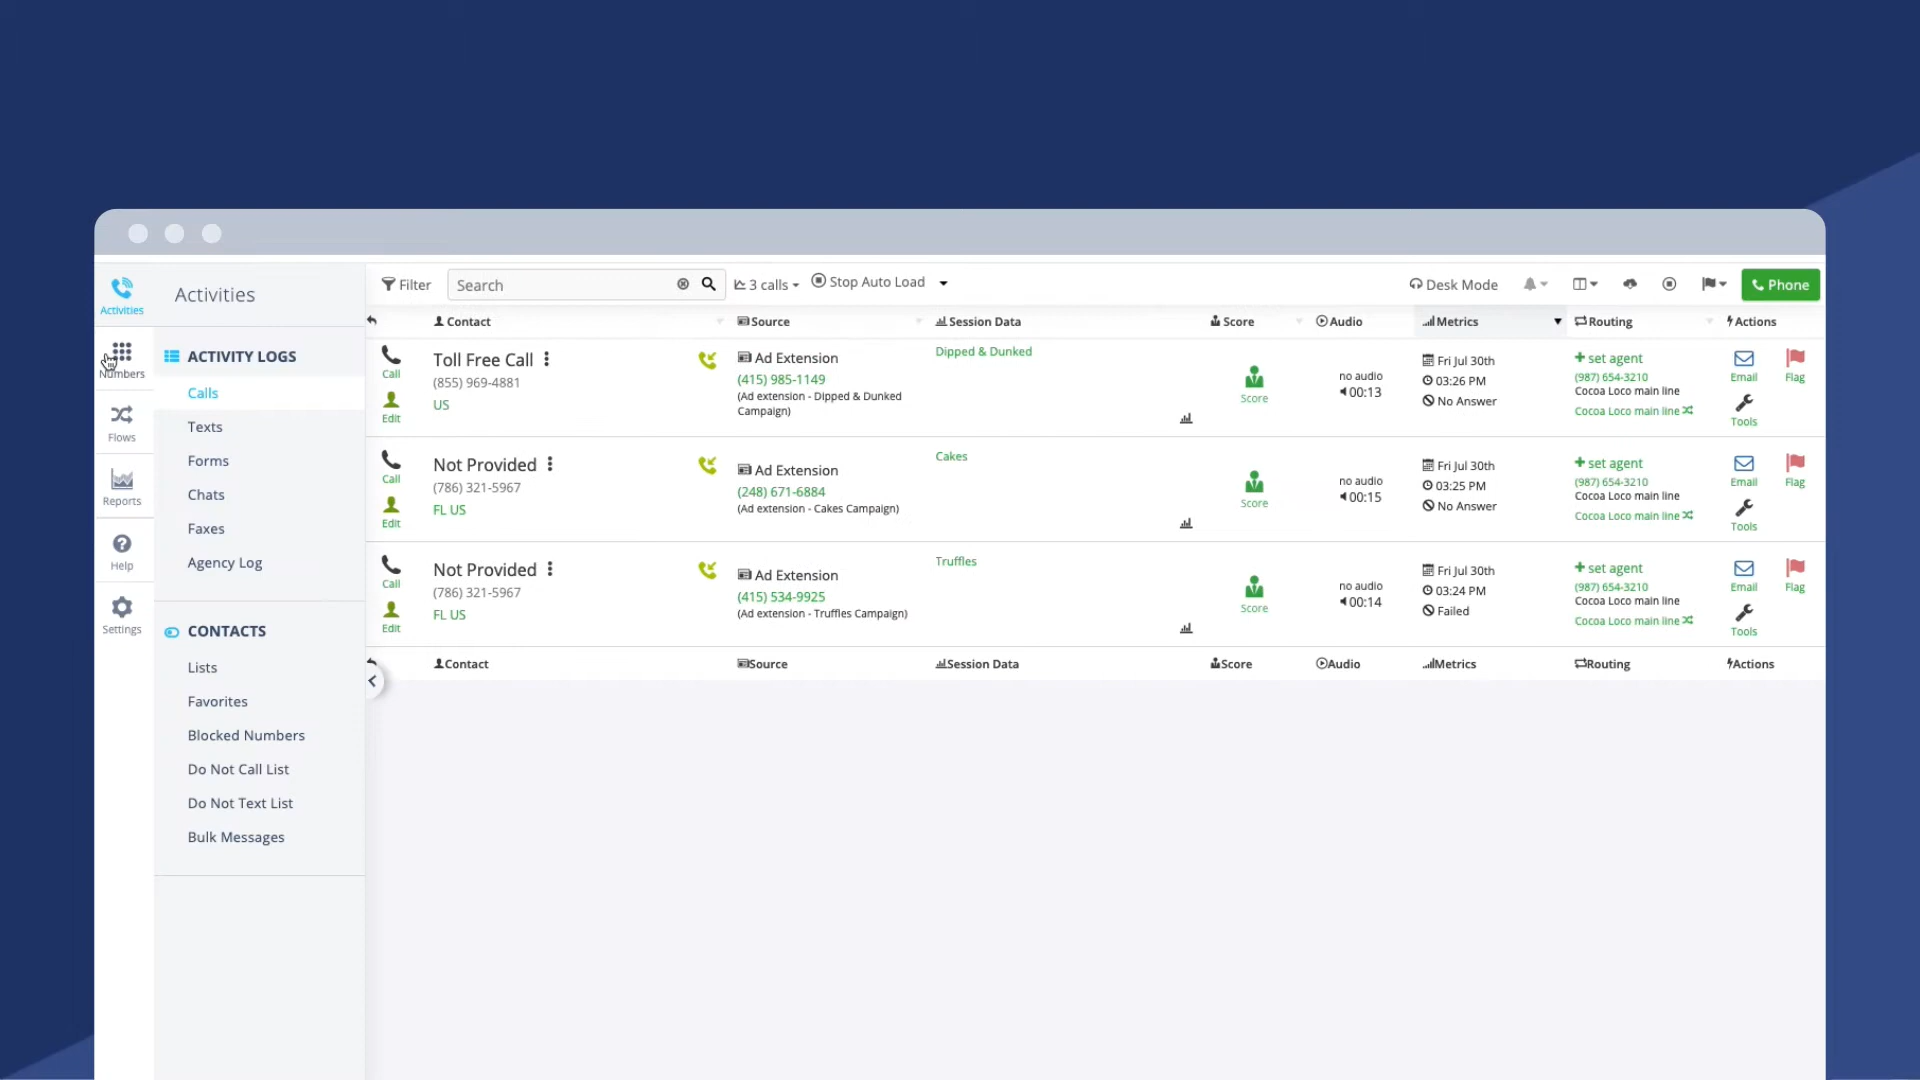 Activities
Numbers
Flows
Reports
Help
Settings
Activities
ACTIVITY LOGS
Calls
Texts
Forms
Chats
Faxes
Agency Log
CONTACTS
Lists
Favorites
Blocked Numbers
Do Not Call List
Do Not Text List
Bulk Messages
Filter
Search
3 calls
Stop Auto Load
Desk Mode
Phone
Contact
Source
Session Data
Score
Audio
Metrics
Routing
Actions
Call
Edit
Toll Free Call
(855) 969-4881
US
Ad Extension
(415) 985-1149
(Ad extension - Dipped & Dunked
Campaign)
Dipped & Dunked
Score
no audio
00:13
Fri Jul 30th
03:26 PM
No Answer
set agent
(987) 654-3210
Cocoa Loco main line
Cocoa Loco main line
Email
Flag
Tools
Call
Edit
Not Provided
(786) 321-5967
FL US
Ad Extension
(248) 671-6884
(Ad extension - Cakes Campaign)
Cakes
Score
no audio
00:15
Fri Jul 30th
03:25 PM
No Answer
set agent
(987) 654-3210
Cocoa Loco main line
Cocoa Loco main line
Email
Flag
Tools
Call
Edit
Not Provided
(786) 321-5967
FL US
Ad Extension
(415) 534-9925
(Ad extension - Truffles Campaign)
Truffles
Score
no audio
00:14
Fri Jul 30th
03:24 PM
Failed
set agent
(987) 654-3210
Cocoa Loco main line
Cocoa Loco main line
Email
Flag
Tools
Contact
Source
Session Data
Score
Audio
Metrics
Routing
Actions